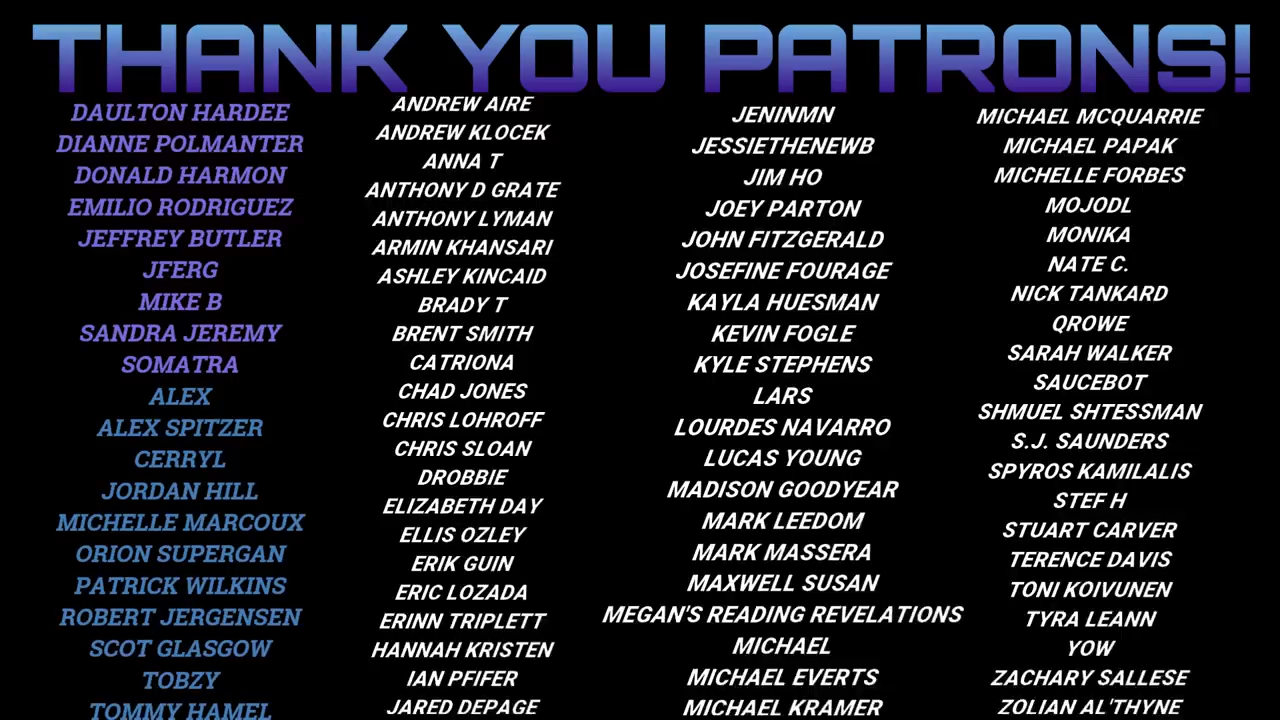 THANK YOU PATRONS!
DAULTON HARDEE
DIANNE POLMANTER
DONALD HARMON
EMILIO RODRIGUEZ
JEFFREY BUTLER
JFERG
MIKE B
SANDRA JEREMY
SOMATRA
ALEX
ALEX SPITZER
CERRYL
JORDAN HILL
MICHELLE MARCOUX
ORION SUPERGAN
PATRICK WILKINS
ROBERT JERGENSEN
SCOT GLASGOW
TOBZY
TOMMY HAMEL
ANDREW AIRE
ANDREW KLOCEK
ANNA T
ANTHONY D GRATE
ANTHONY LYMAN
ARMIN KHANSARI
ASHLEY KINCAID
BRADY T
BRENT SMITH
CATRIONA
CHAD JONES
CHRIS LOHROFF
CHRIS SLOAN
DROBBIE
ELIZABETH DAY
ELLIS OZLEY
ERIK GUIN
ERIC LOZADA
ERINN TRIPLETT
HANNAH KRISTEN
IAN PFIFER
JARED DEPAGE
JENINMN
JESSIETHENEWB
JIM HO
JOEY PARTON
JOHN FITZGERALD
JOSEFINE FOURAGE
KAYLA HUESMAN
KEVIN FOGLE
KYLE STEPHENS
LARS
LOURDES NAVARRO
LUCAS YOUNG
MADISON GOODYEAR
MARK LEEDOM
MARK MASSERA
MAXWELL SUSAN
MEGAN'S READING REVELATIONS
MICHAEL
MICHAEL EVERTS
MICHAEL KRAMER
MICHAEL MCQUARRIE
MICHAEL PAPAK
MICHELLE FORBES
MOJODL
MONIKA
NATE C.
NICK TANKARD
QROWE
SARAH WALKER
SAUCEBOT
SHMUEL SHTESSMAN
S.J. SAUNDERS
SPYROS KAMILALIS
STEF H
STUART CARVER
TERENCE DAVIS
TONI KOIVUNEN
TYRA LEANN
YOW
ZACHARY SALLESE
ZOLIAN AL'THYNE